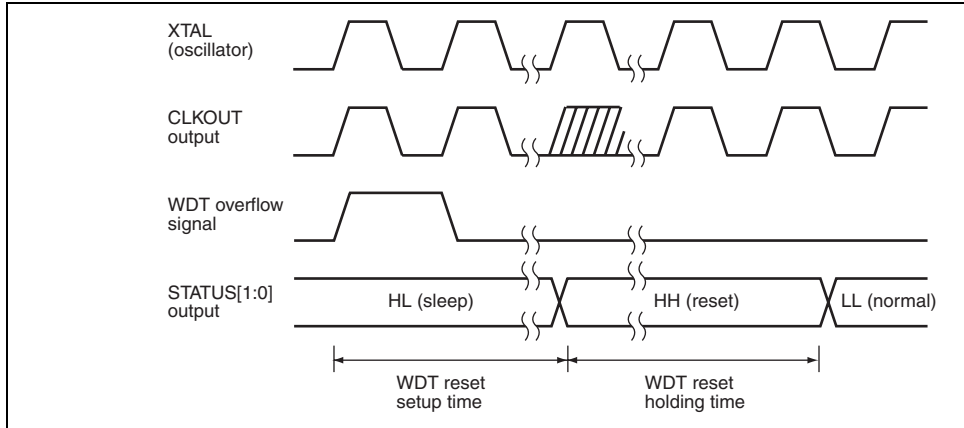 XTAL
(oscillator)
CLKOUT
output
WDT overflow
signal
STATUS[1:0]
output
HL (sleep)
HH (reset)
LL (normal)
WDT reset
setup time
WDT reset
holding time